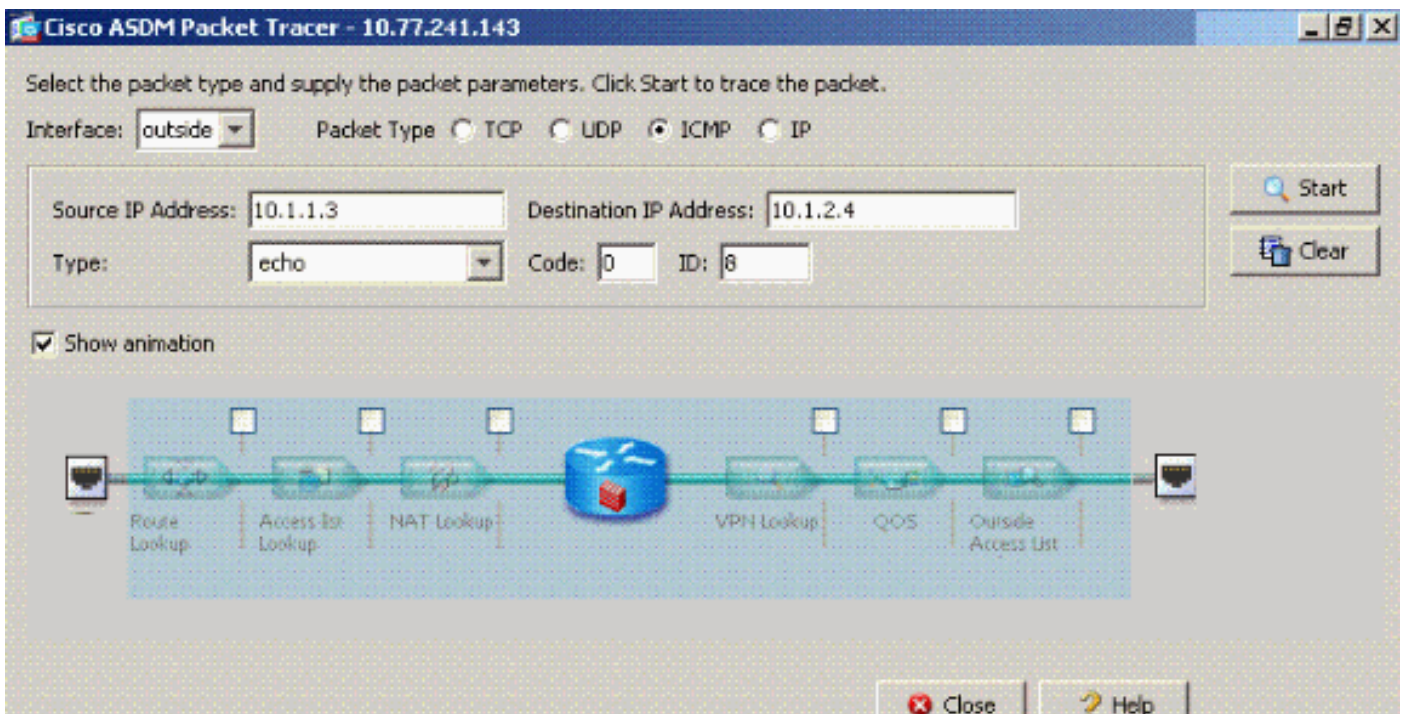 Cisco ASDM Packet Tracer - 10.77.241.143
Select the packet type and supply the packet parameters. Click Start to trace the packet.
Interface: outside Packet Type TCP UDP ICMP IP
Source IP Address: 10.1.1.3 Destination IP Address: 10.1.2.4 Start
Type: echo Code: 0 ID: 8 Clear
Show animation
Route Lookup
Access-list Lookup
NAT Lookup
VPN Lookup
QOS
Outside Access List
Close Help